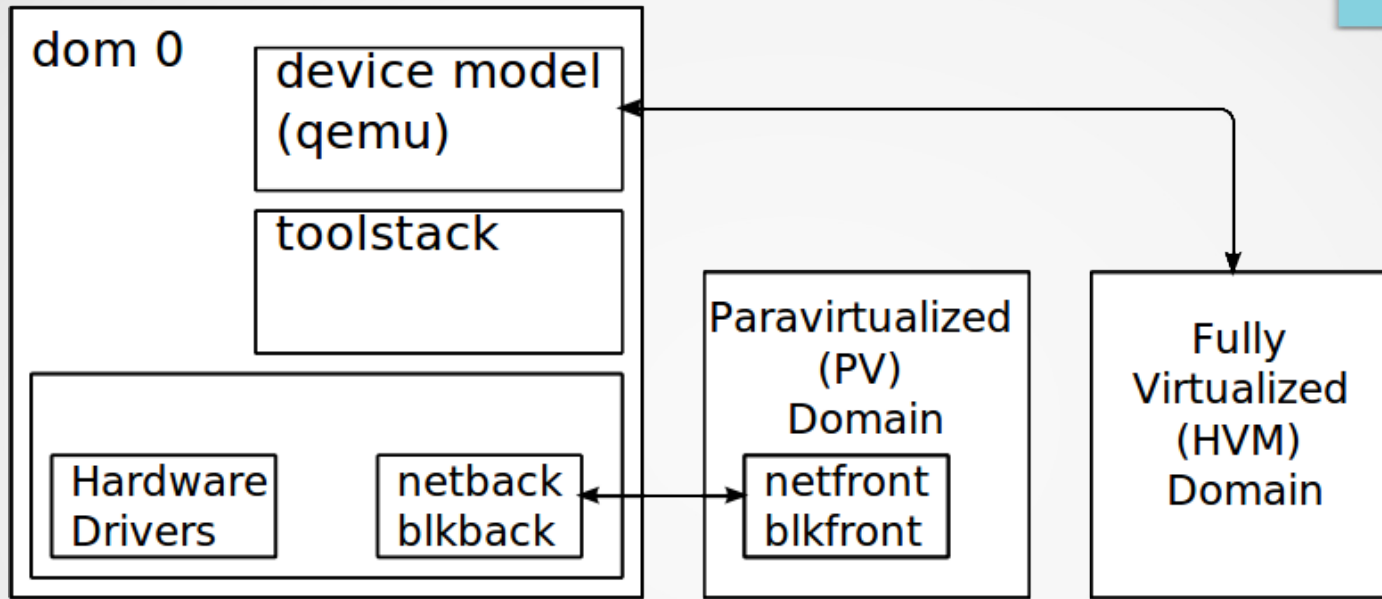 dom 0
device model
(qemu)
toolstack
Hardware
Drivers
netback
blkback
Paravirtualized
(PV)
Domain
netfront
blkfront
Fully
Virtualized
(HVM)
Domain